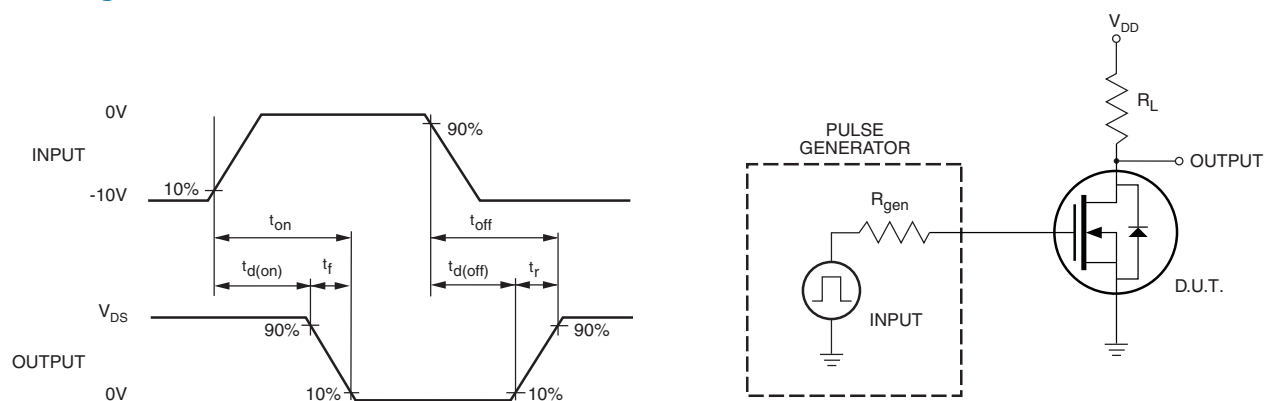 0V
INPUT
-10V
10%
90%
t_on
t_off
t_d(on)
t_f
t_d(off)
t_r
V_DS
OUTPUT
0V
90%
10%
10%
90%
V_DD
R_L
OUTPUT
PULSE
GENERATOR
R_gen
INPUT
D.U.T.